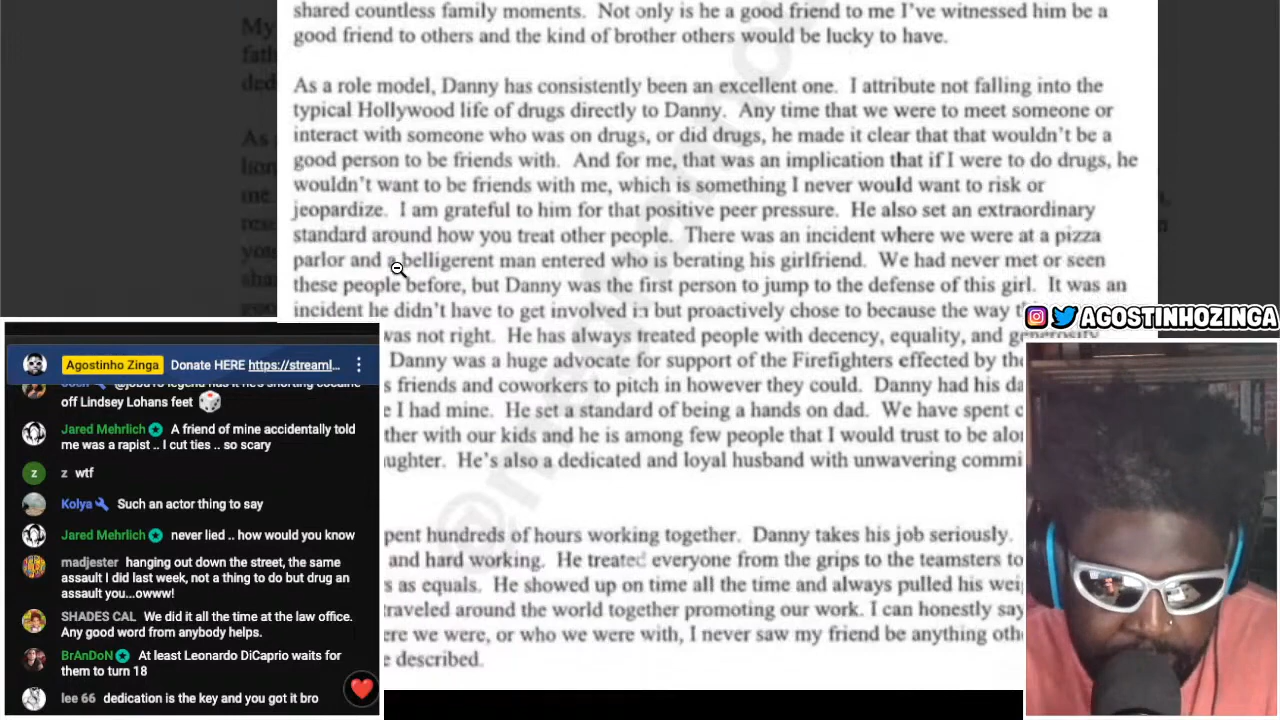 shared countless family moments. Not only is he a good friend to me I've witnessed him be a
good friend to others and the kind of brother others would be lucky to have.
As a role model, Danny has consistently been an excellent one. I attribute not falling into the
typical Hollywood life of drugs directly to Danny. Any time that we were to meet someone or
interact with someone who was on drugs, or did drugs, he made it clear that that wouldn't be a
good person to be friends with. And for me, that was an implication that if I were to do drugs, he
wouldn't want to be friends with me, which is something I never would want to risk or
jeopardize. I am grateful to him for that positive peer pressure. He also set an extraordinary
standard around how you treat other people. There was an incident where we were at a pizza
parlor and a belligerent man entered who is berating his girlfriend. We had never met or seen
these people before, but Danny was the first person to jump to the defense of this girl. It was an
incident he didn't have to get involved in but proactively chose to because the way
was not right. He has always treated people with decency, equality, and generosity
Danny was a huge advocate for support of the Firefighters effected by the
s friends and coworkers to pitch in however they could. Danny had his da
e I had mine. He set a standard of being a hands on dad. We have spent c
ther with our kids and he is among few people that I would trust to be alo
ughter. He's also a dedicated and loyal husband with unwavering commi
pent hundreds of hours working together. Danny takes his job seriously.
and hard working. He treated everyone from the grips to the teamsters to
s as equals. He showed up on time all the time and always pulled his wei
traveled around the world together promoting our work. I can honestly say
ere we were, or who we were with, I never saw my friend be anything oth
e described.
AGOSTINHOZINGA
Agostinho Zinga Donate HERE https://streaml...
off Lindsey Lohans feet
Jared Mehrlich A friend of mine accidentally told
me was a rapist .. I cut ties .. so scary
z wtf
Kolya Such an actor thing to say
Jared Mehrlich never lied .. how would you know
madjester hanging out down the street, the same
assault I did last week, not a thing to do but drug an
assault you...owww!
SHADES CAL We did it all the time at the law office.
Any good word from anybody helps.
BrAnDoN At least Leonardo DiCaprio waits for
them to turn 18
lee 66 dedication is the key and you got it bro